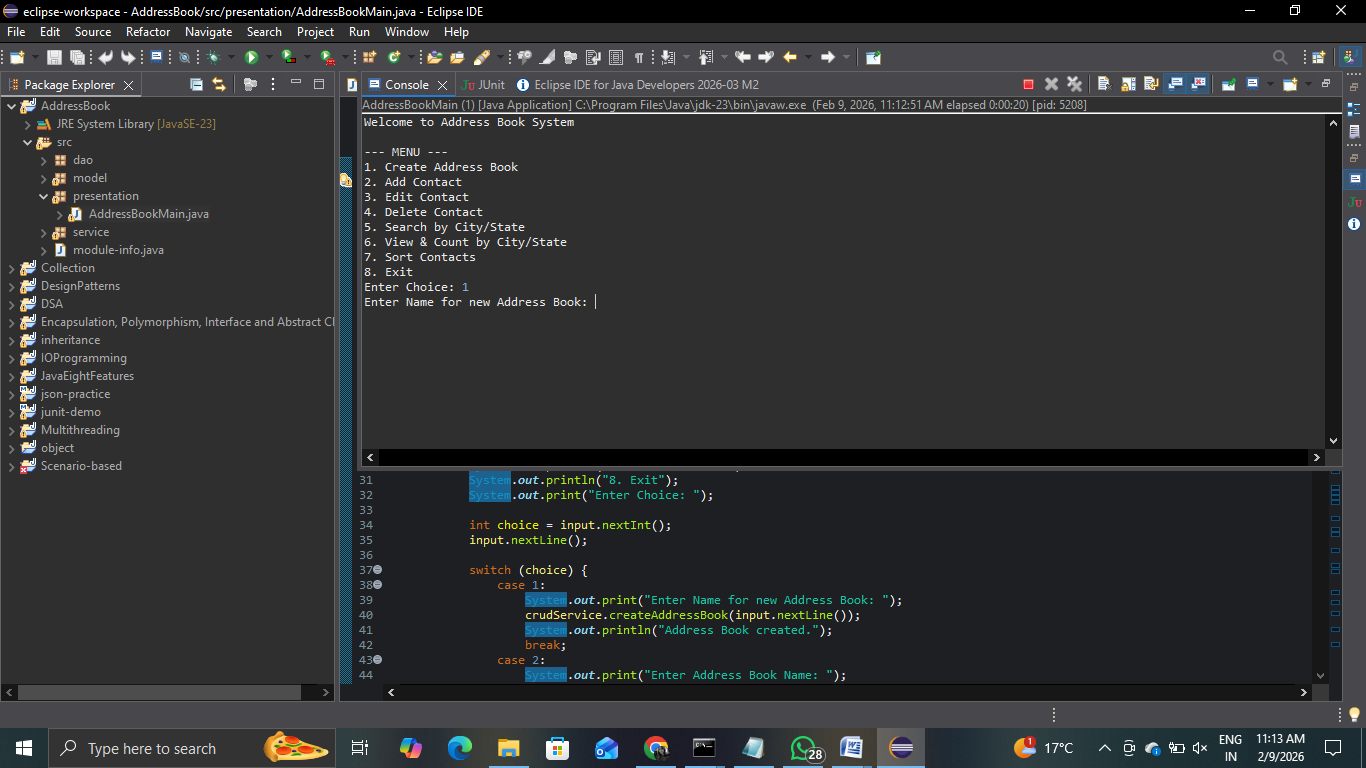 eclipse-workspace - AddressBook/src/presentation/AddressBookMain.java - Eclipse IDE
File Edit Source Refactor Navigate Search Project Run Window Help
Package Explorer
AddressBook
JRE System Library [JavaSE-23]
src
dao
model
presentation
AddressBookMain.java
service
module-info.java
Collection
DesignPatterns
DSA
Encapsulation, Polymorphism, Interface and Abstract Cl
inheritance
IOProgramming
JavaEightFeatures
json-practice
junit-demo
Multithreading
object
Scenario-based
Console JUnit Eclipse IDE for Java Developers 2026-03 M2
AddressBookMain (1) [Java Application] C:\Program Files\Java\jdk-23\bin\javaw.exe (Feb 9, 2026, 11:12:51 AM elapsed 0:00:20) [pid: 5208]
Welcome to Address Book System
--- MENU ---
1. Create Address Book
2. Add Contact
3. Edit Contact
4. Delete Contact
5. Search by City/State
6. View & Count by City/State
7. Sort Contacts
8. Exit
Enter Choice: 1
Enter Name for new Address Book:
31 System.out.println("8. Exit");
32 System.out.print("Enter Choice: ");
33
34 int choice = input.nextInt();
35 input.nextLine();
36
37 switch (choice) {
38 case 1:
39 System.out.print("Enter Name for new Address Book: ");
40 crudService.createAddressBook(input.nextLine());
41 System.out.println("Address Book created.");
42 break;
43 case 2:
44 System.out.print("Enter Address Book Name: ");
Type here to search
28
1
17°C
ENG
IN
11:13 AM
2/9/2026